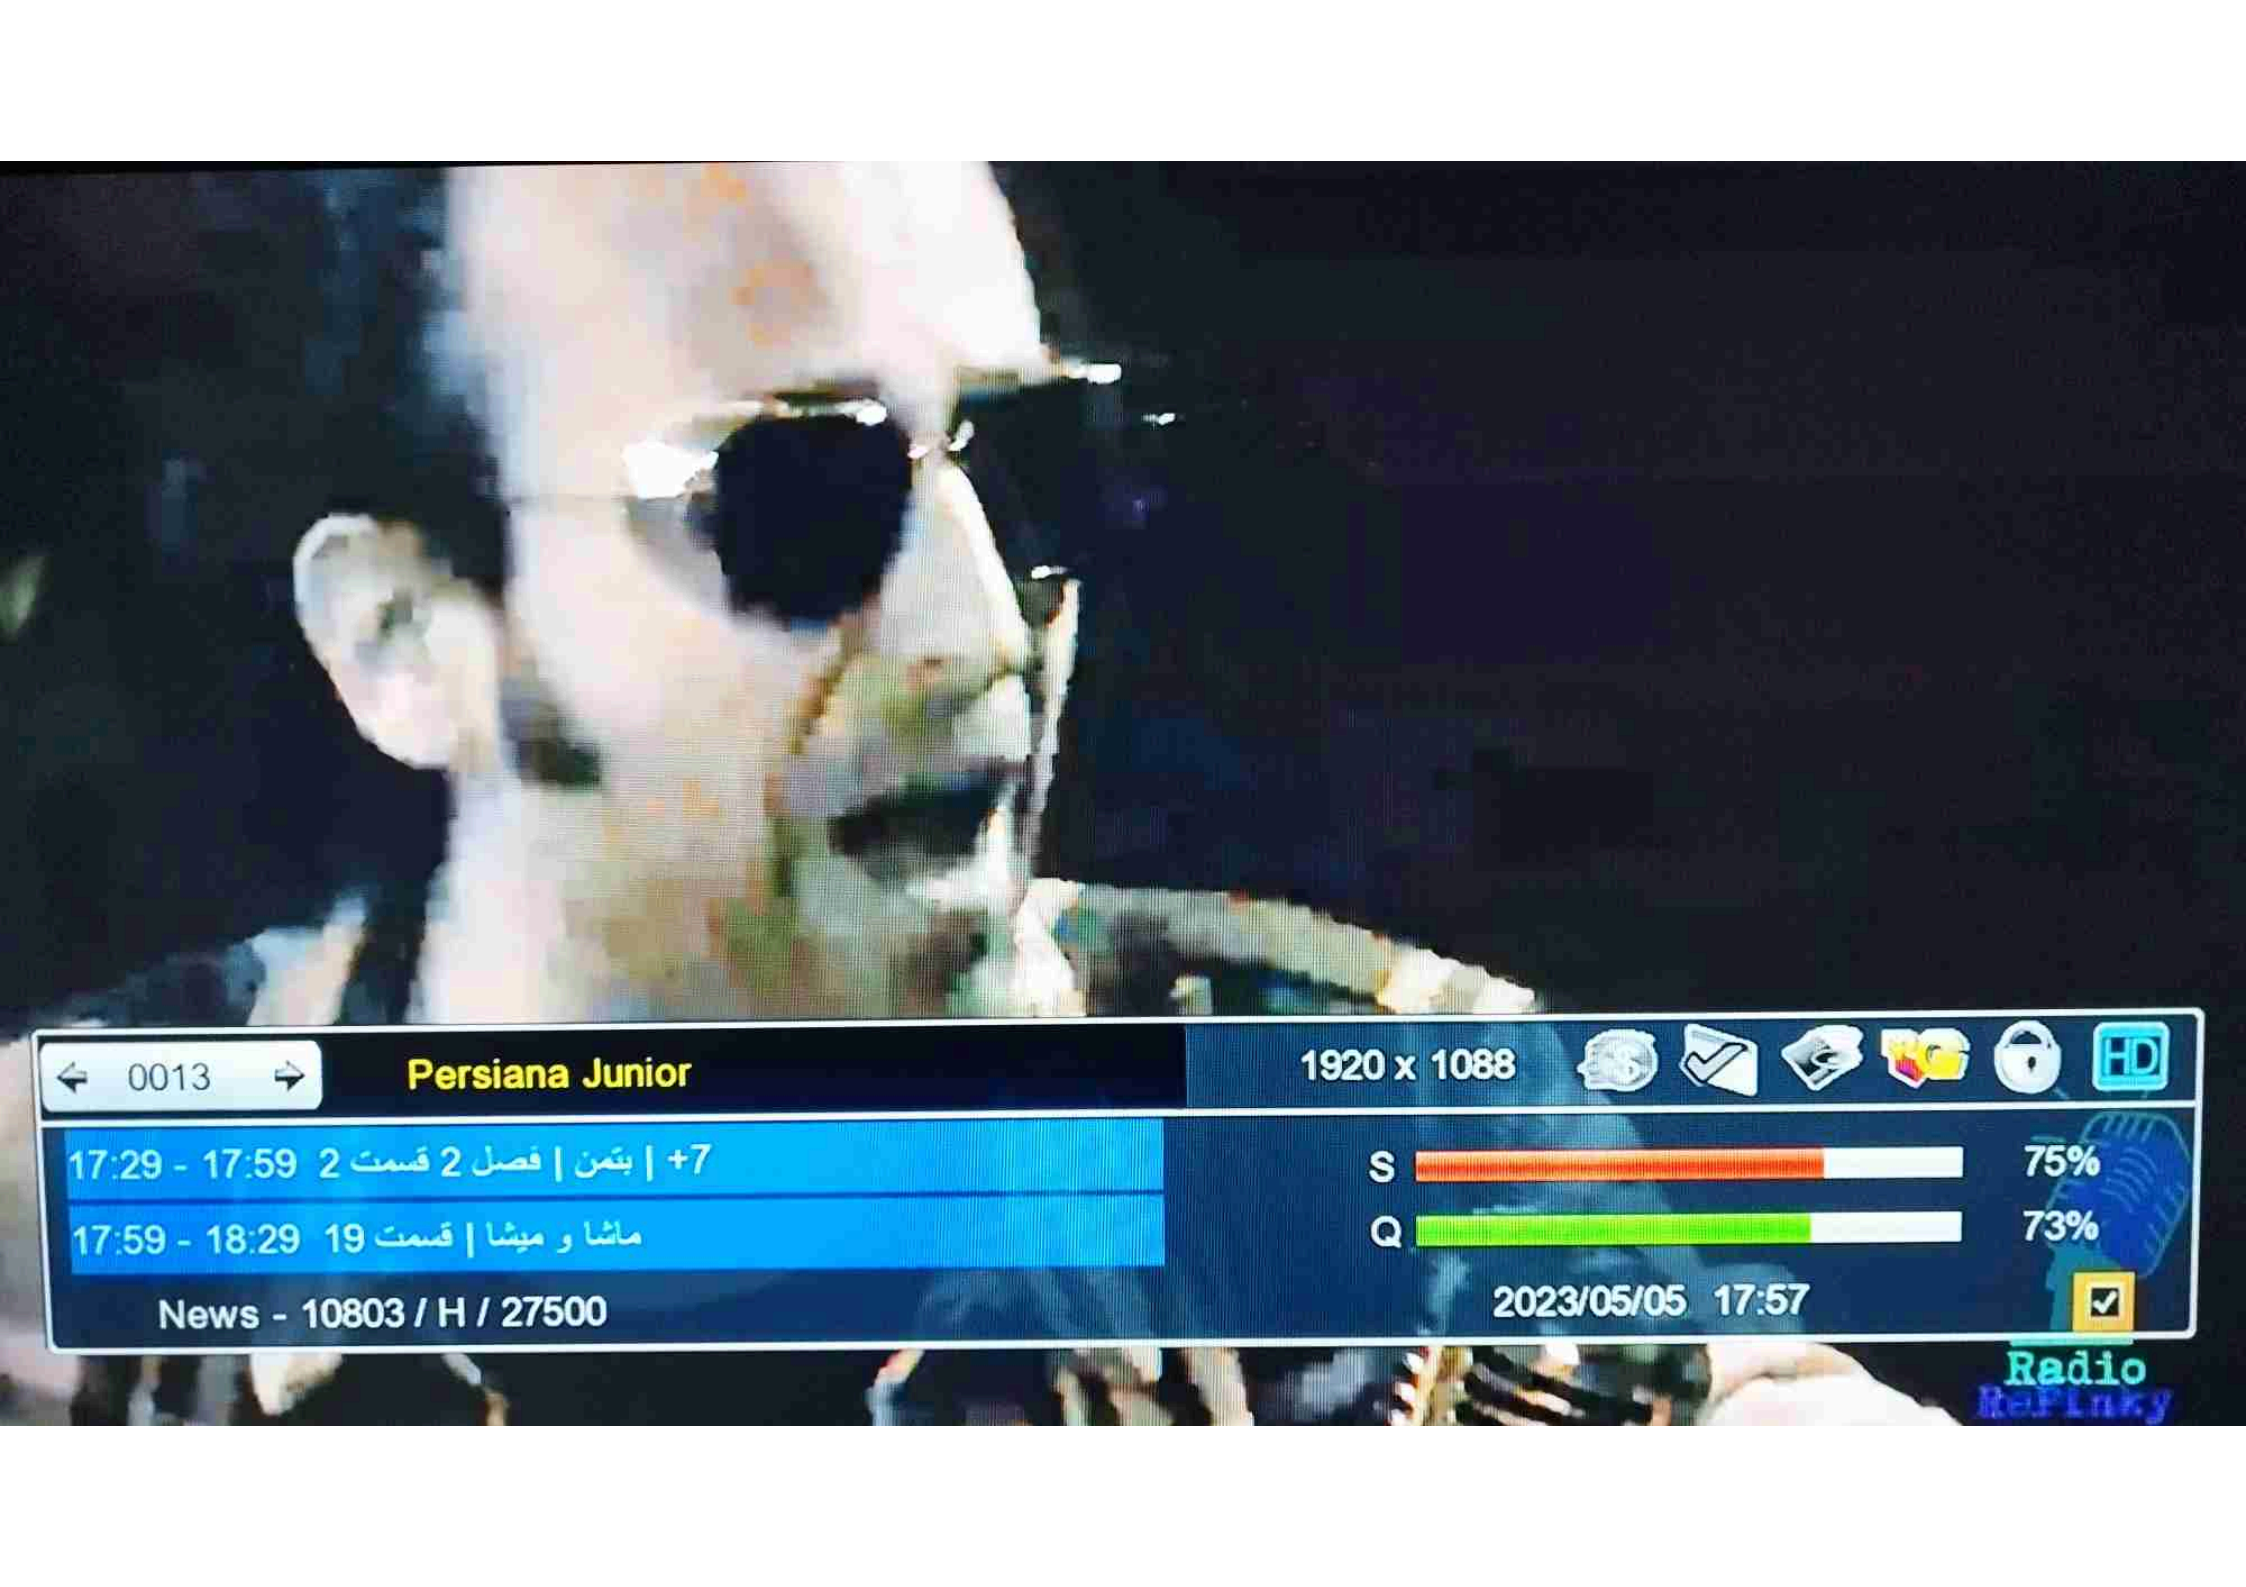 0013
Persiana Junior
1920 x 1088
HD
17:29 - 17:59 بتمن | فصل 2 قسمت 2 | +7
17:59 - 18:29 ماشا و میشا | قسمت 19
S 75%
Q 73%
News - 10803 / H / 27500
2023/05/05 17:57
Radio